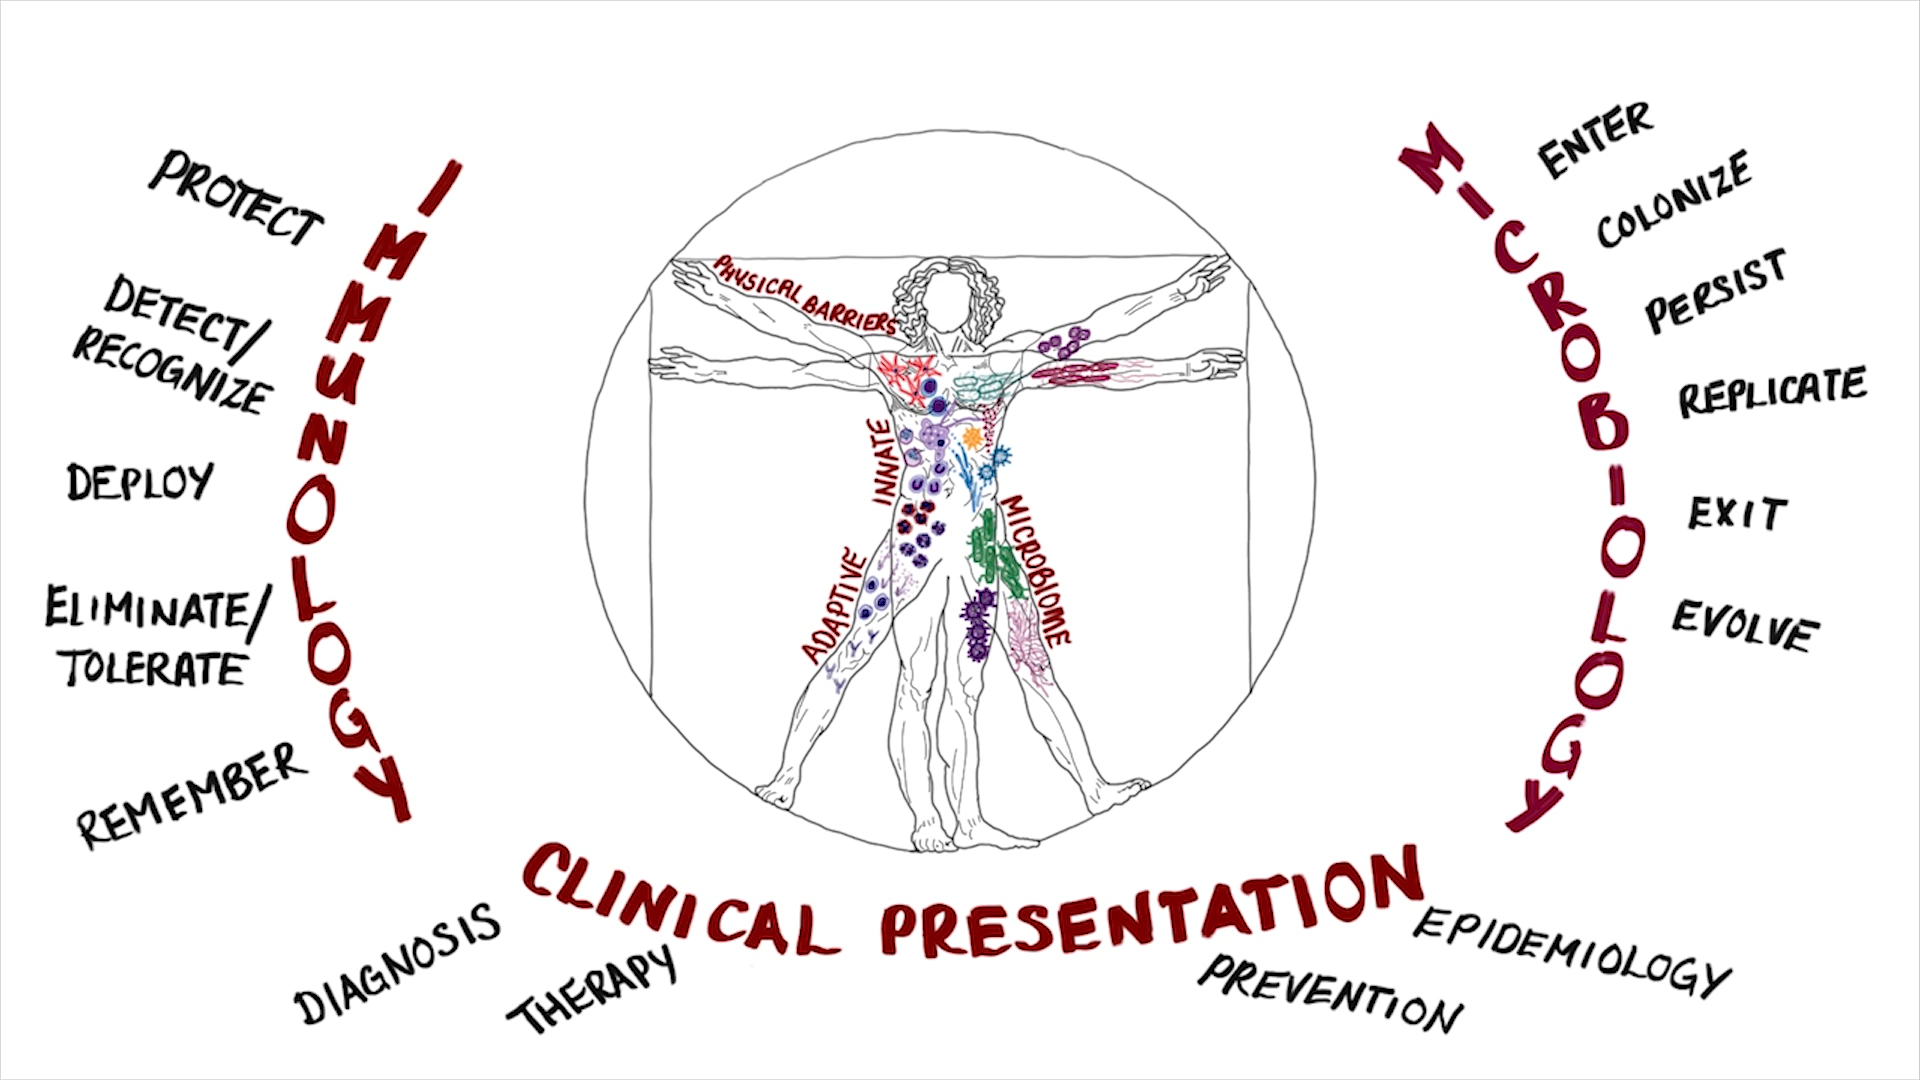 IMMUNOLOGY
PROTECT
DETECT/
RECOGNIZE
DEPLOY
ELIMINATE/
TOLERATE
REMEMBER
PHYSICAL BARRIERS
INNATE
ADAPTIVE
MICROBIOME
MICROBIOLOGY
ENTER
COLONIZE
PERSIST
REPLICATE
EXIT
EVOLVE
CLINICAL PRESENTATION
DIAGNOSIS
THERAPY
PREVENTION
EPIDEMIOLOGY